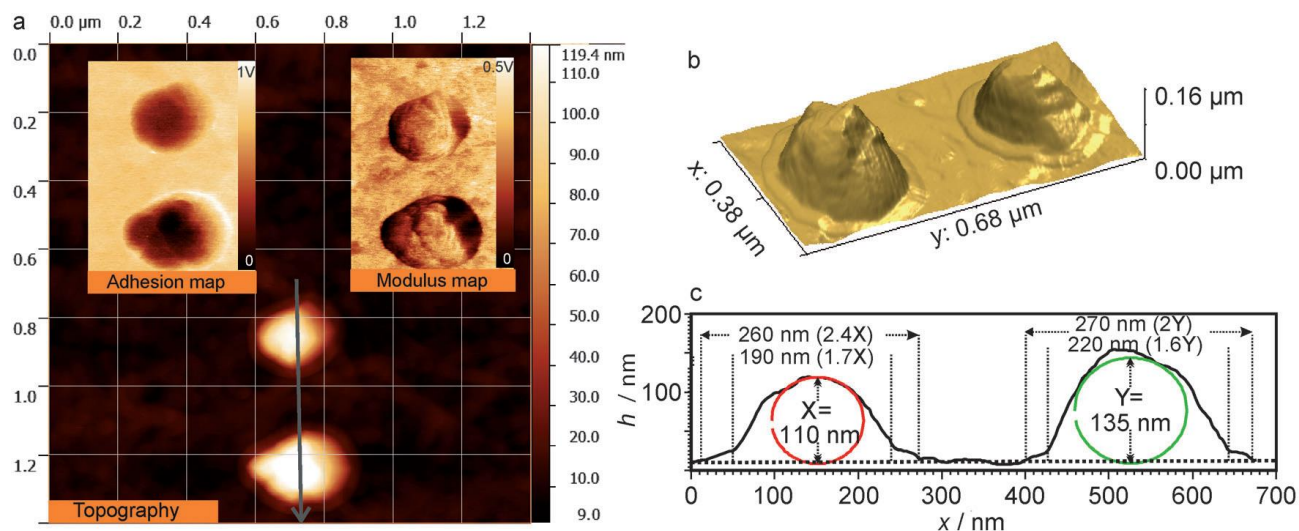 a
0.0 µm 0.2 0.4 0.6 0.8 1.0 1.2
0.0
0.2
0.4
0.6
0.8
1.0
1.2
1V
0
Adhesion map
0.5V
0
Modulus map
Topography
119.4 nm
110.0
100.0
90.0
80.0
70.0
60.0
50.0
40.0
30.0
20.0
9.0
b
0.16 µm
0.00 µm
x: 0.38 µm
y: 0.68 µm
c
200
100
0
h / nm
260 nm (2.4X)
190 nm (1.7X)
X=
110 nm
270 nm (2Y)
220 nm (1.6Y)
Y=
135 nm
0 100 200 300 400 500 600 700
x / nm